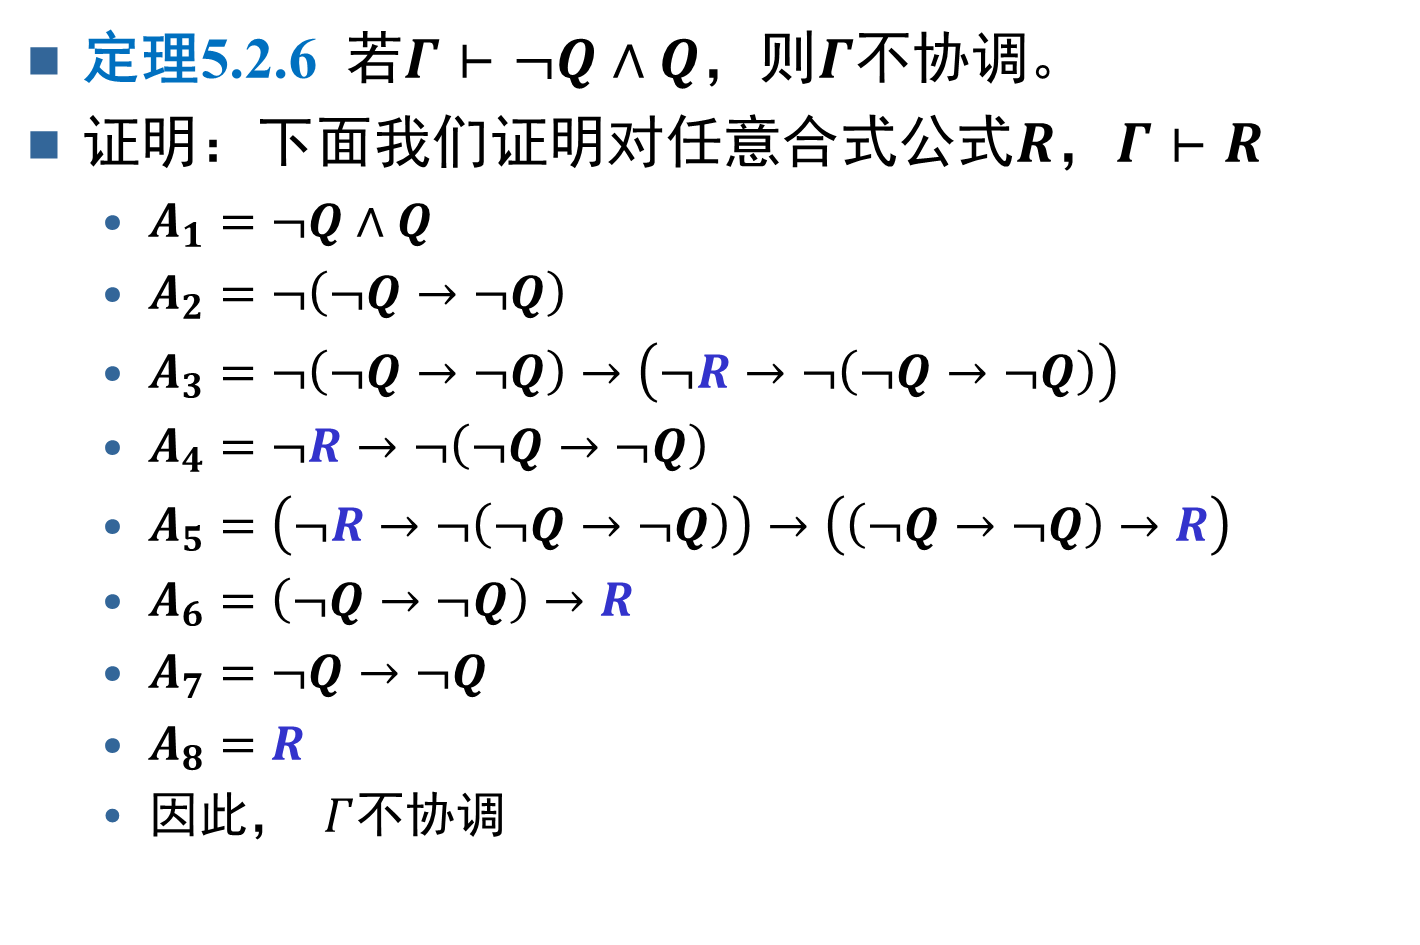 定理5.2.6 若Γ ⊢ ¬Q ∧ Q，则Γ不协调。
证明：下面我们证明对任意合式公式R，Γ ⊢ R
A₁ = ¬Q ∧ Q
A₂ = ¬(¬Q → ¬Q)
A₃ = ¬(¬Q → ¬Q) → (¬R → ¬(¬Q → ¬Q))
A₄ = ¬R → ¬(¬Q → ¬Q)
A₅ = (¬R → ¬(¬Q → ¬Q)) → ((¬Q → ¬Q) → R)
A₆ = (¬Q → ¬Q) → R
A₇ = ¬Q → ¬Q
A₈ = R
因此， Γ不协调